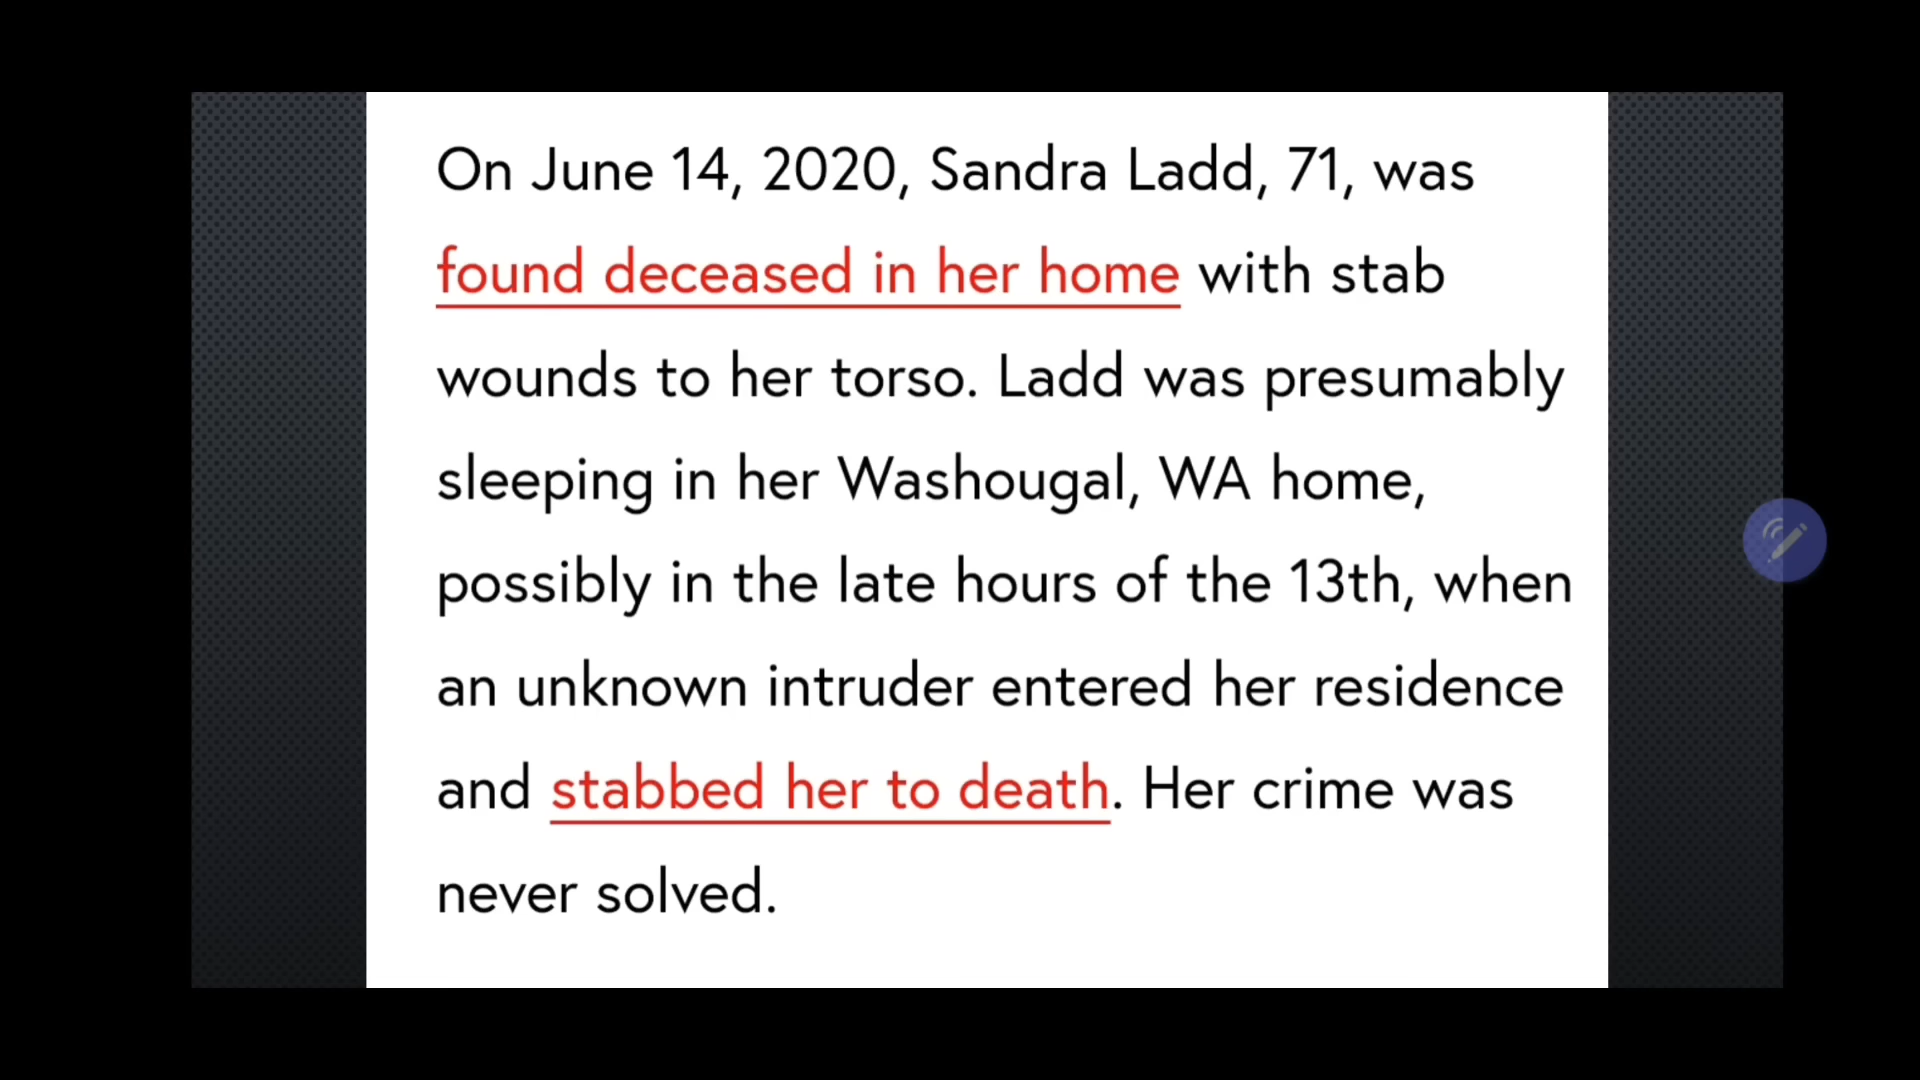 On June 14, 2020, Sandra Ladd, 71, was
found deceased in her home with stab
wounds to her torso. Ladd was presumably
sleeping in her Washougal, WA home,
possibly in the late hours of the 13th, when
an unknown intruder entered her residence
and stabbed her to death. Her crime was
never solved.